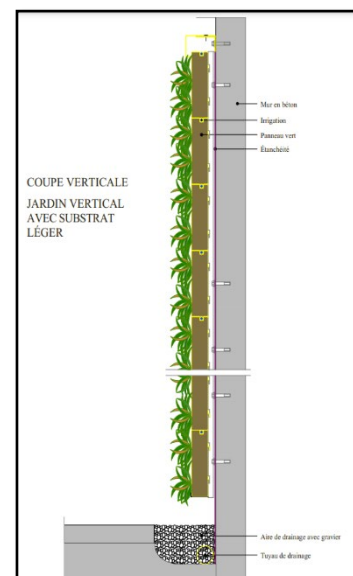 Mur en béton
Irrigation
Panneau vert
Étanchéité
COUPE VERTICALE
JARDIN VERTICAL
AVEC SUBSTRAT
LÉGER
Aire de drainage avec gravier
Tuyau de drainage